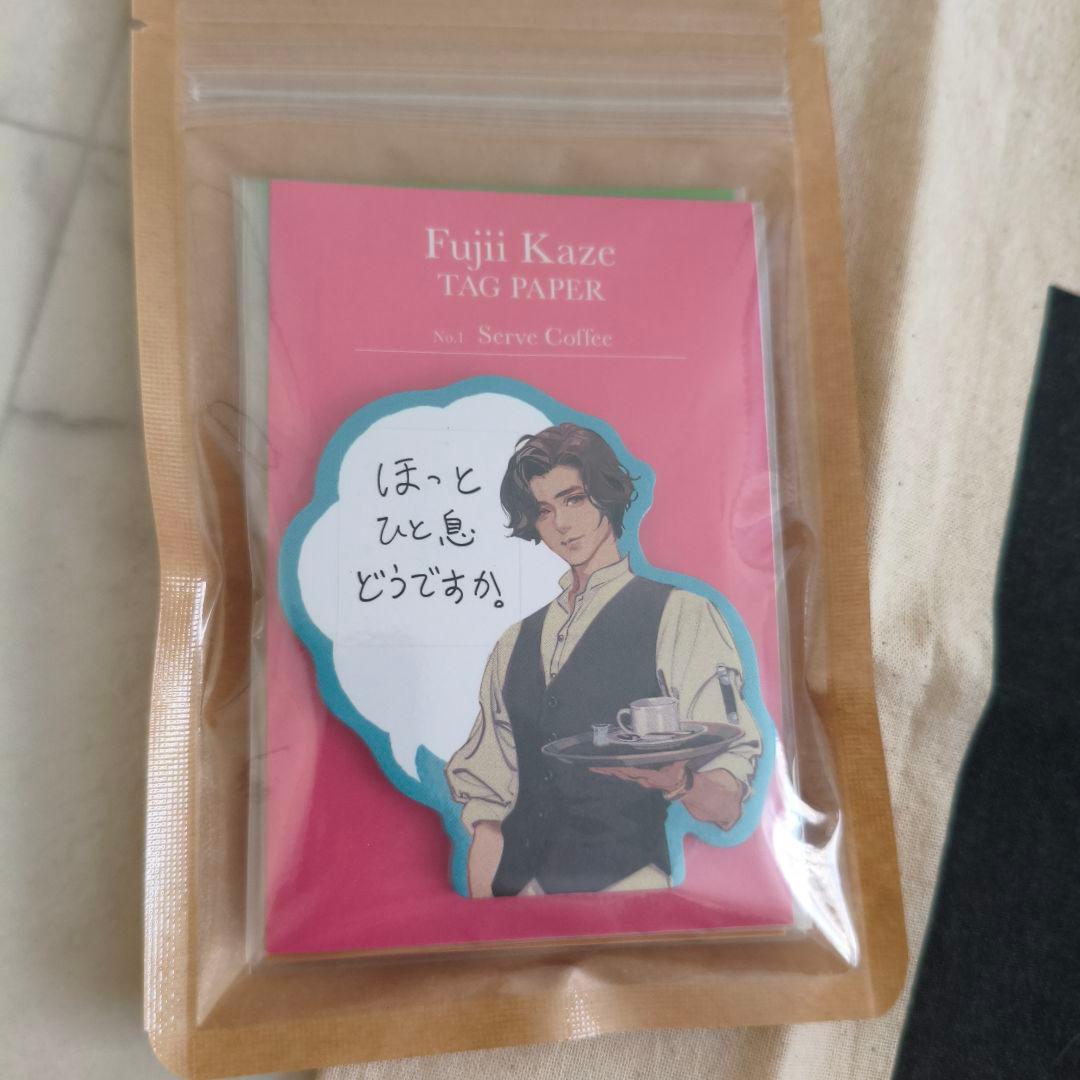 Fujii Kaze
TAG PAPER
No.1 Serve Coffee
ほっと
ひと息
どうですか。